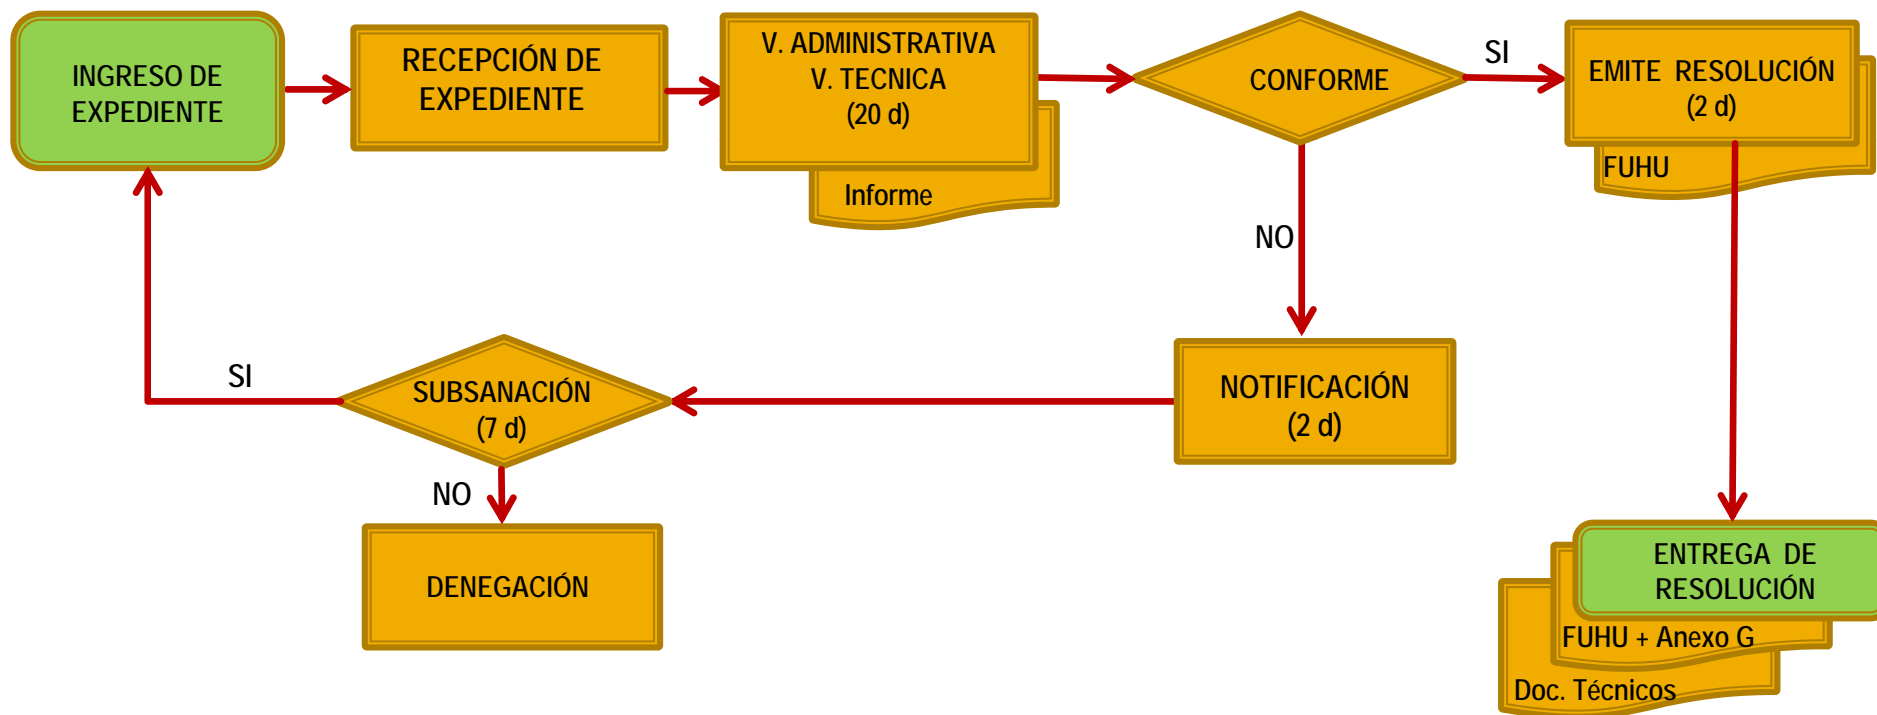 INGRESO DE
EXPEDIENTE
RECEPCIÓN DE
EXPEDIENTE
V. ADMINISTRATIVA
V. TECNICA
(20 d)
Informe
CONFORME
SI
EMITE RESOLUCIÓN
(2 d)
FUHU
NO
NOTIFICACIÓN
(2 d)
SUBSANACIÓN
(7 d)
SI
NO
DENEGACIÓN
ENTREGA DE
RESOLUCIÓN
FUHU + Anexo G
Doc. Técnicos